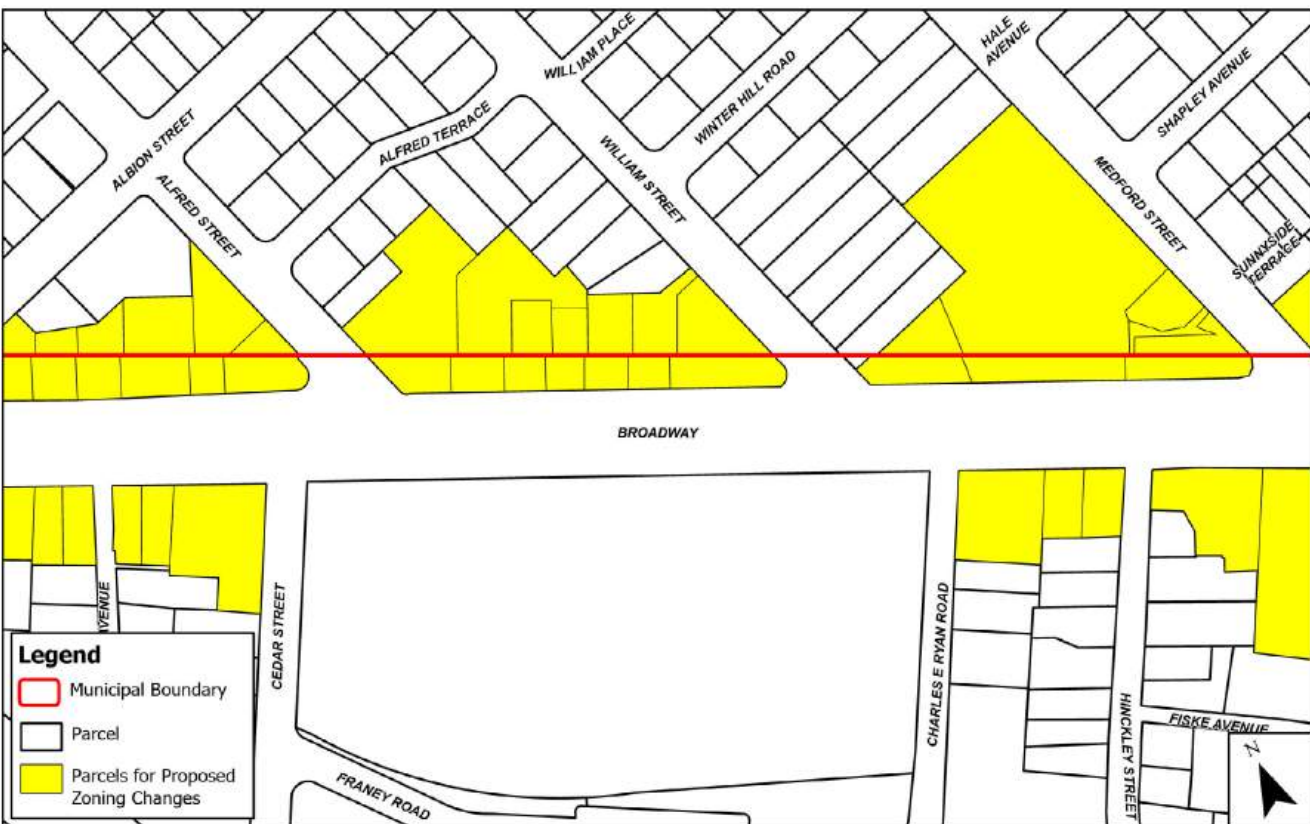 WILLIAM PLACE
HALE
AVENUE
WINTER HILL ROAD
SHAPLEY AVENUE
ALBION STREET
ALFRED TERRACE
WILLIAM STREET
ALFRED STREET
MEDFORD STREET
SUNNYSIDE
TERRACE
BROADWAY
AVENUE
CEDAR STREET
CHARLES E RYAN ROAD
HINCKLEY STREET
FISKE AVENUE
FRANEY ROAD
Legend
Municipal Boundary
Parcel
Parcels for Proposed
Zoning Changes
N